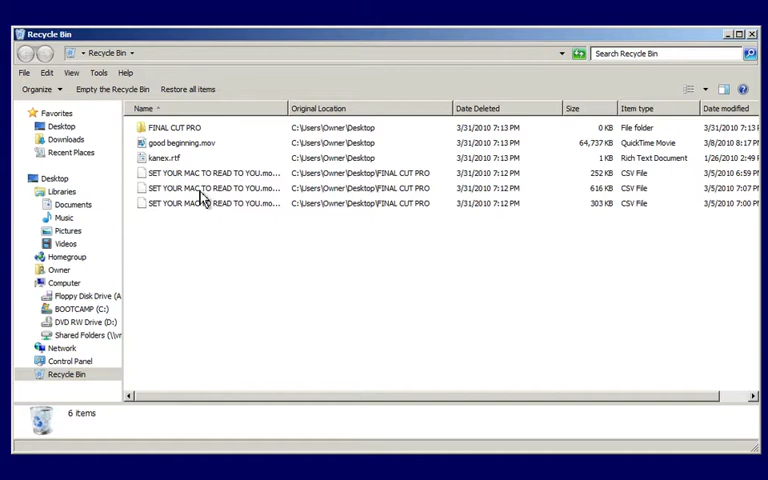 Recycle Bin
Recycle Bin
Search Recycle Bin
File Edit View Tools Help
Organize Empty the Recycle Bin Restore all items
Name Original Location Date Deleted Size Item type Date modified
FINAL CUT PRO C:\Users\Owner\Desktop 3/31/2010 7:13 PM 0 KB File folder 3/31/2010 7:13
good beginning.mov C:\Users\Owner\Desktop 3/31/2010 7:13 PM 64,737 KB QuickTime Movie 3/8/2010 8:17 P
kanex.rtf C:\Users\Owner\Desktop 3/31/2010 7:13 PM 1 KB Rich Text Document 1/26/2010 2:49
SET YOUR MAC TO READ TO YOU.mo... C:\Users\Owner\Desktop\FINAL CUT PRO 3/31/2010 7:12 PM 252 KB CSV File 3/5/2010 6:59 P
SET YOUR MAC TO READ TO YOU.mo... C:\Users\Owner\Desktop\FINAL CUT PRO 3/31/2010 7:12 PM 616 KB CSV File 3/5/2010 7:07 P
SET YOUR MAC TO READ TO YOU.mo... C:\Users\Owner\Desktop\FINAL CUT PRO 3/31/2010 7:12 PM 303 KB CSV File 3/5/2010 7:00 P
Favorites
Desktop
Downloads
Recent Places
Desktop
Libraries
Documents
Music
Pictures
Videos
Homegroup
Owner
Computer
Floppy Disk Drive (A
BOOTCAMP (C:)
DVD RW Drive (D:)
Shared Folders (\\v
Network
Control Panel
Recycle Bin
6 items